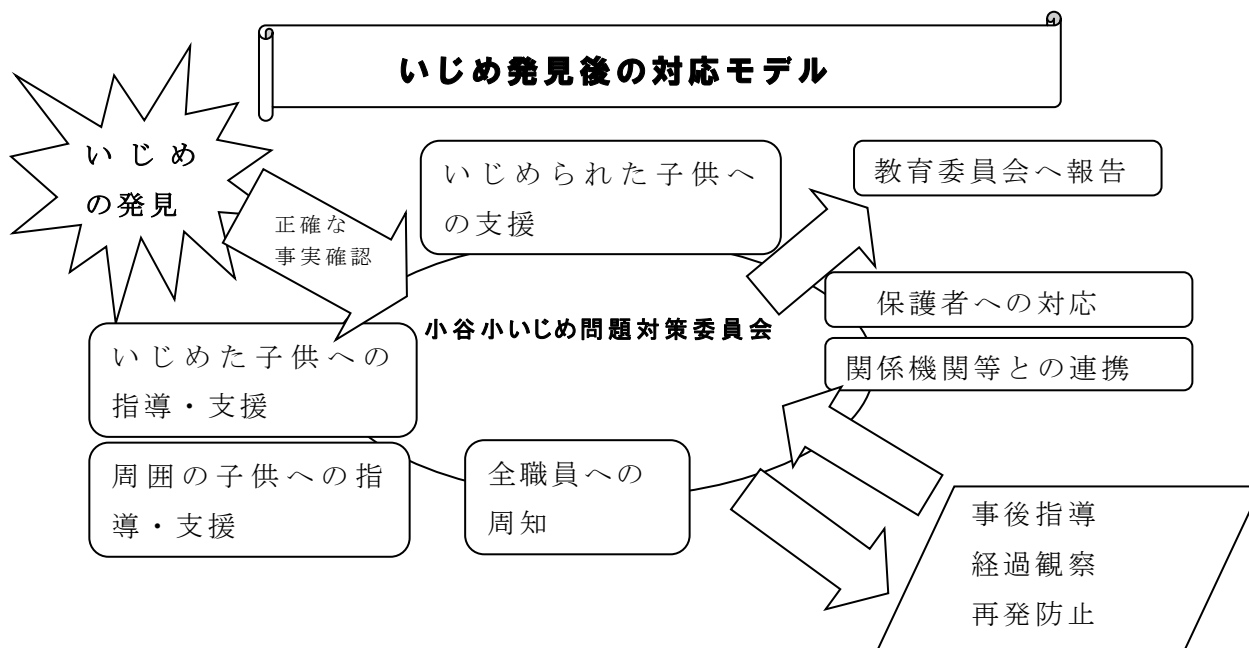 いじめ発見後の対応モデル
いじめ
の発見
正確な
事実確認
いじめられた子供へ
の支援
教育委員会へ報告
保護者への対応
関係機関等との連携
小谷小いじめ問題対策委員会
いじめた子供への
指導・支援
周囲の子供への指
導・支援
全職員への
周知
事後指導
経過観察
再発防止